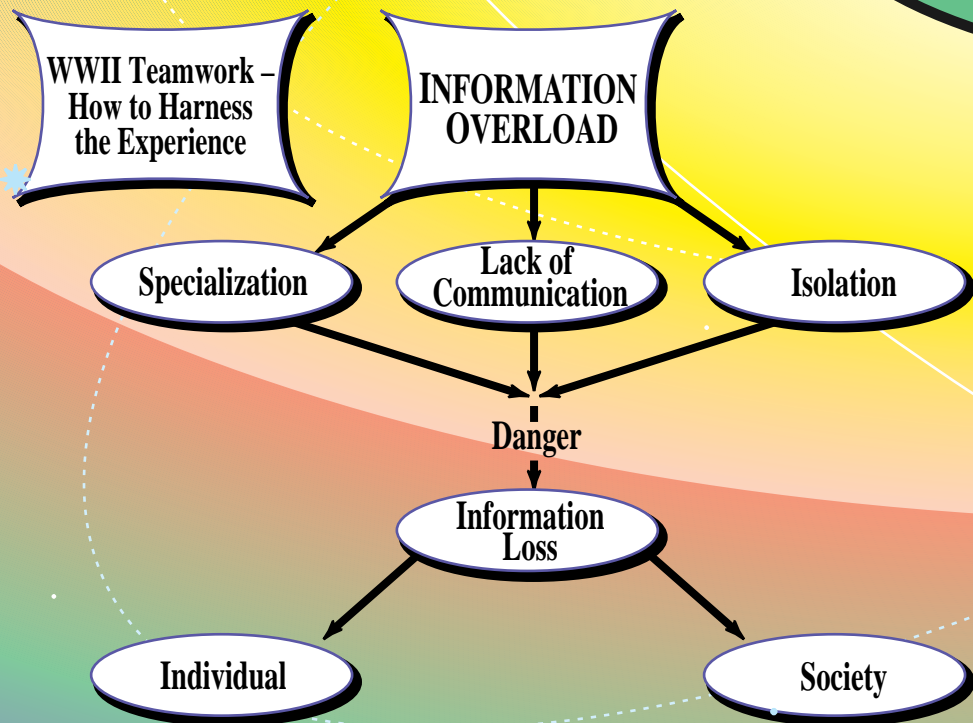 WWII Teamwork –
How to Harness
the Experience
INFORMATION
OVERLOAD
Specialization
Lack of
Communication
Isolation
Danger
Information
Loss
Individual
Society